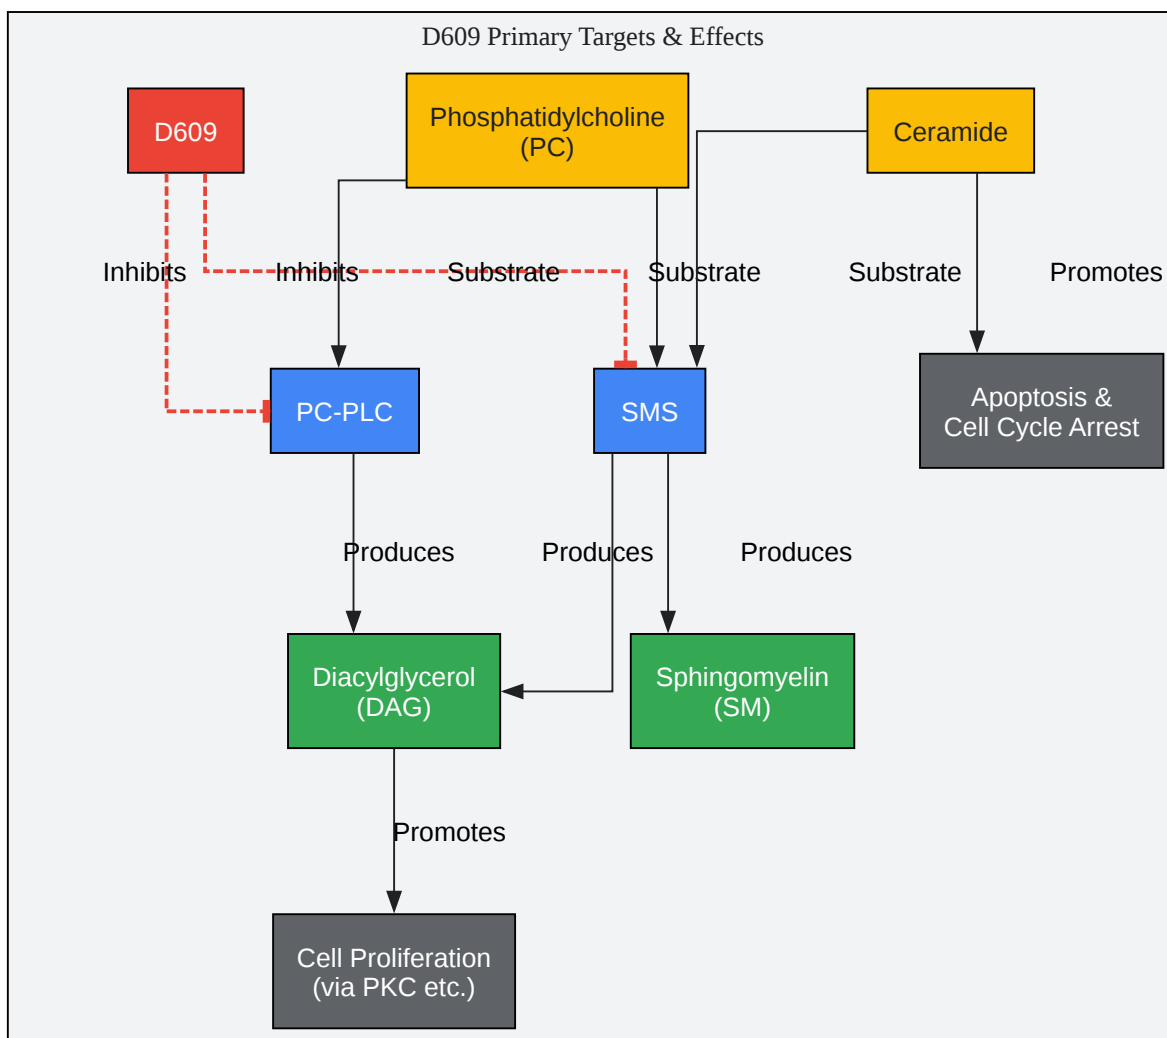 D609 Primary Targets & Effects
D609
Phosphatidylcholine
(PC)
Ceramide
Inhibits
Inhibits
Substrate
Substrate
Substrate
Promotes
PC-PLC
SMS
Apoptosis &
Cell Cycle Arrest
Produces
Produces
Produces
Diacylglycerol
(DAG)
Sphingomyelin
(SM)
Promotes
Cell Proliferation
(via PKC etc.)